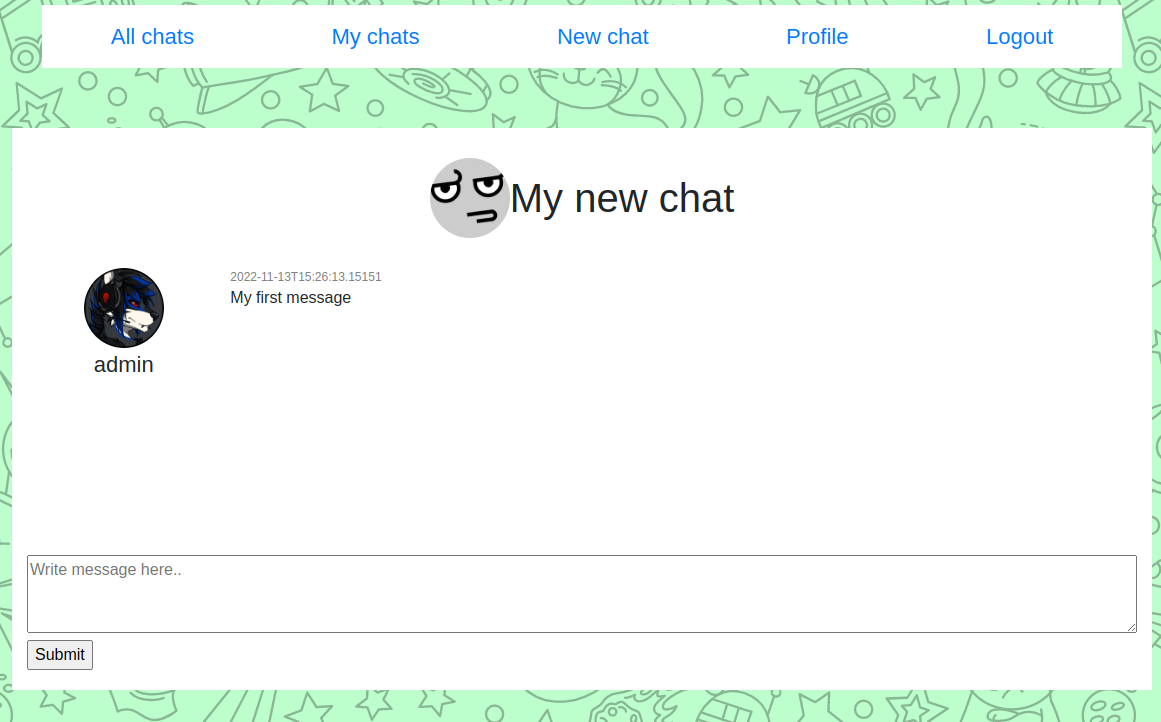 All chats My chats New chat Profile Logout
My new chat
2022-11-13T15:26:13.15151
My first message
admin
Write message here..
Submit